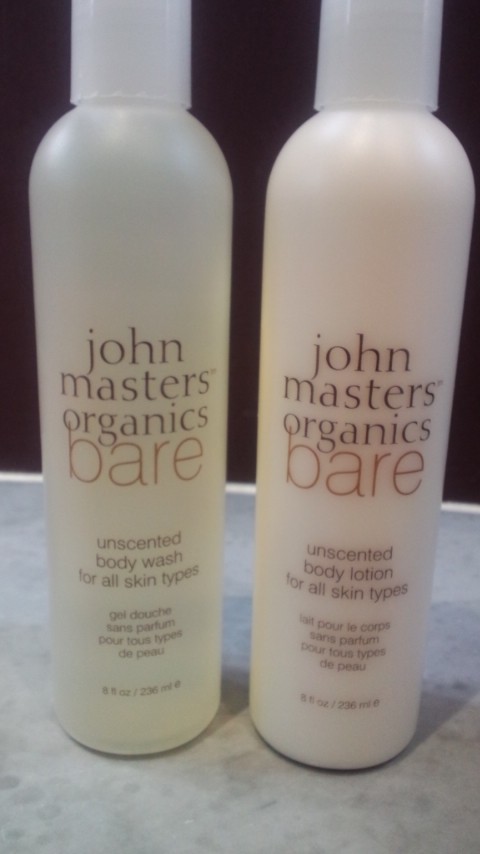 john
masters™
organics
bare
unscented
body wash
for all skin types
gel douche
sans parfum
pour tous types
de peau
8 fl oz / 236 ml e
john
masters™
organics
bare
unscented
body lotion
for all skin types
lait pour le corps
sans parfum
pour tous types
de peau
8 fl oz / 236 ml e